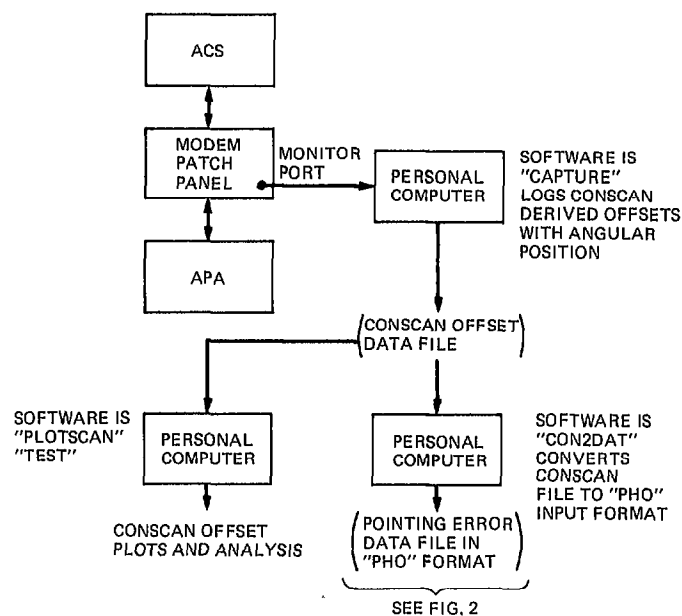 ACS
MODEM
PATCH
PANEL
MONITOR
PORT
PERSONAL
COMPUTER
SOFTWARE IS
"CAPTURE"
LOGS CONSCAN
DERIVED OFFSETS
WITH ANGULAR
POSITION
APA
(CONSCAN OFFSET
DATA FILE)
SOFTWARE IS
"PLOTSCAN"
"TEST"
PERSONAL
COMPUTER
PERSONAL
COMPUTER
SOFTWARE IS
"CON2DAT"
CONVERTS
CONSCAN
FILE TO "PHO"
INPUT FORMAT
CONSCAN OFFSET
PLOTS AND ANALYSIS
(POINTING ERROR
DATA FILE IN
"PHO" FORMAT)
SEE FIG, 2